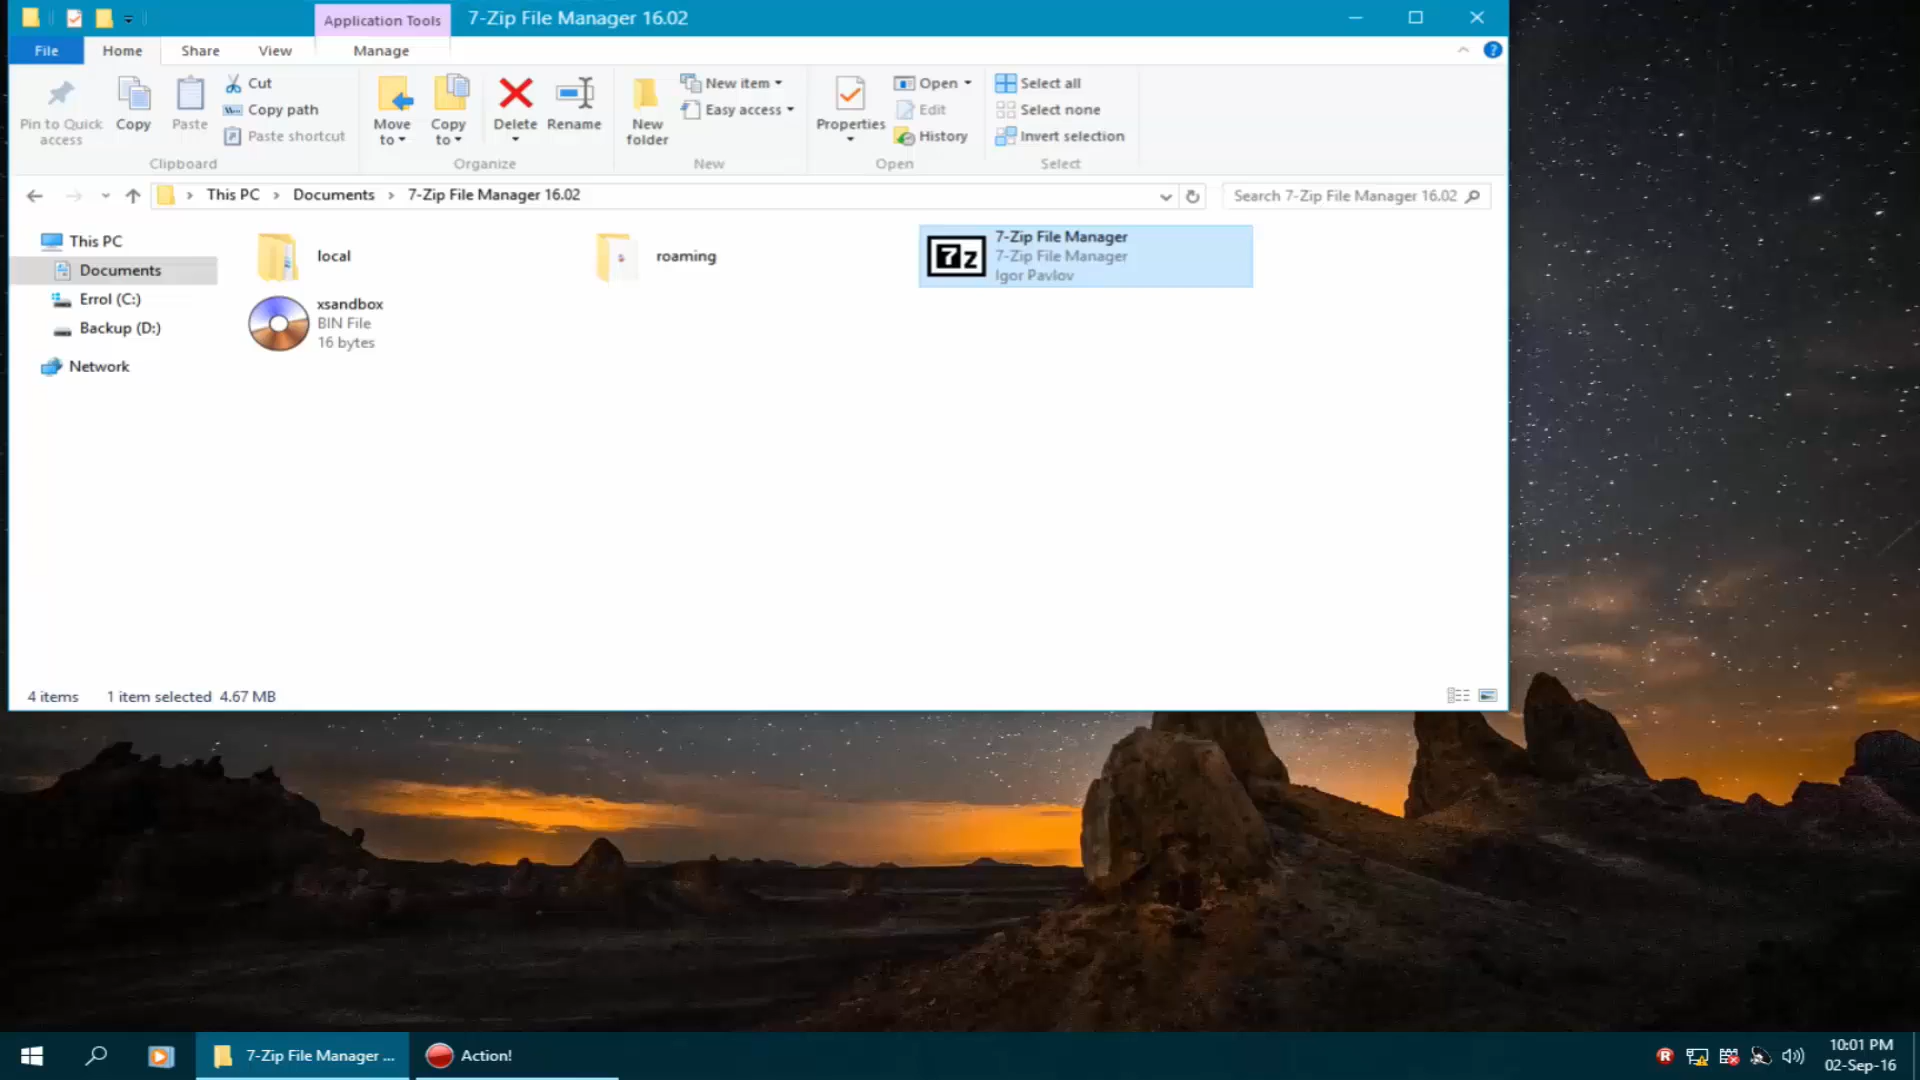 Application Tools
7-Zip File Manager 16.02
File
Home
Share
View
Manage
Pin to Quick access
Copy
Paste
Cut
Copy path
Paste shortcut
Clipboard
Move to
Copy to
Delete
Rename
Organize
New folder
New item
Easy access
New
Properties
Open
Edit
History
Open
Select all
Select none
Invert selection
Select
This PC
Documents
7-Zip File Manager 16.02
Search 7-Zip File Manager 16.02
This PC
Documents
Errol (C:)
Backup (D:)
Network
local
roaming
7z
7-Zip File Manager
7-Zip File Manager
Igor Pavlov
xsandbox
BIN File
16 bytes
4 items
1 item selected 4.67 MB
7-Zip File Manager ...
Action!
R
10:01 PM
02-Sep-16